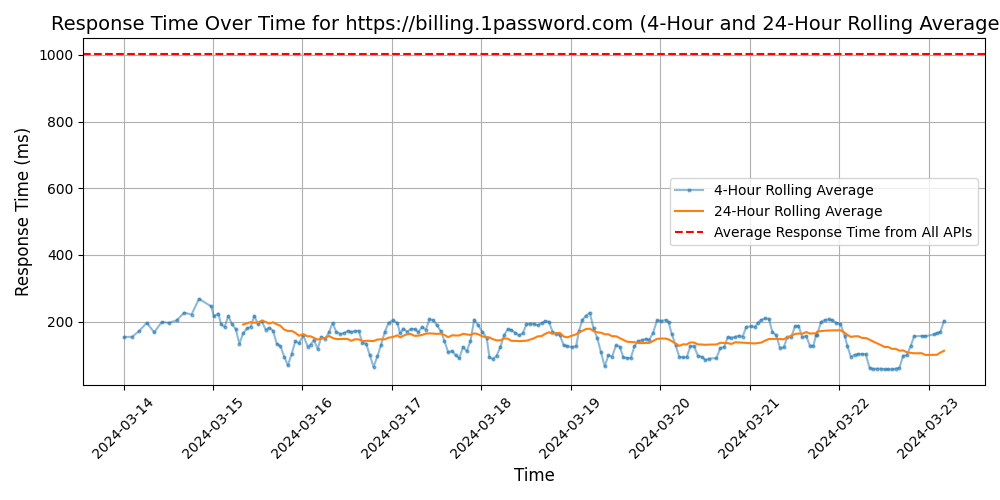 Response Time Over Time for https://billing.1password.com (4-Hour and 24-Hour Rolling Average
Response Time (ms)
1000
800
600
400
200
4-Hour Rolling Average
24-Hour Rolling Average
Average Response Time from All APIs
2024-03-14
2024-03-15
2024-03-16
2024-03-17
2024-03-18
2024-03-19
2024-03-20
2024-03-21
2024-03-22
2024-03-23
Time